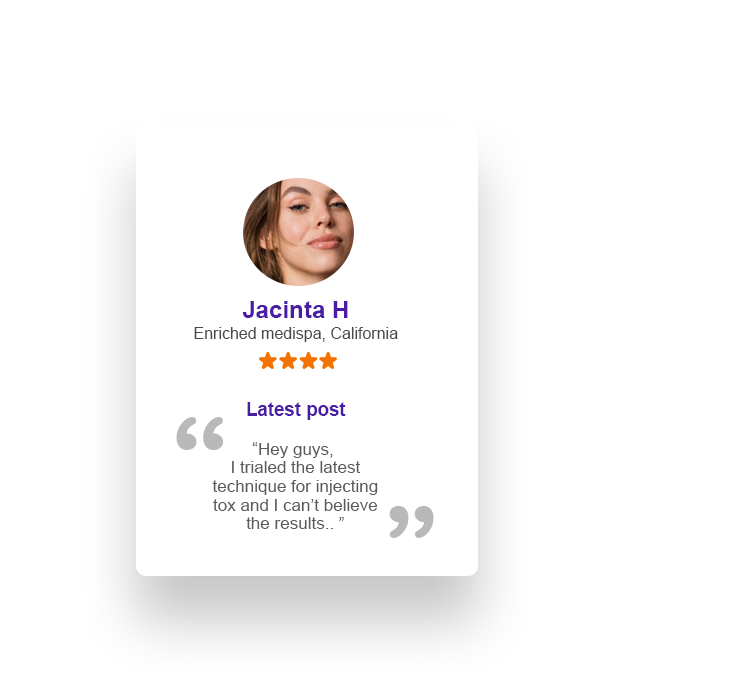 Jacinta H
Enriched medispa, California
Latest post
“Hey guys,
I trialed the latest
technique for injecting
tox and I can’t believe
the results.. ”